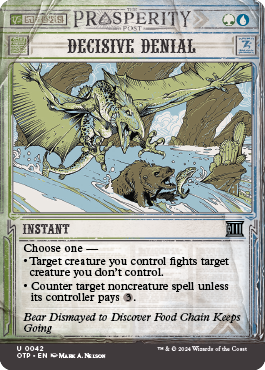 THE
PROSPERITY
POST
DECISIVE DENIAL
INSTANT
Choose one —
• Target creature you control fights target
creature you don't control.
• Counter target noncreature spell unless
its controller pays 3.
Bear Dismayed to Discover Food Chain Keeps
Going
U 0042
OTP • EN MARK A. NELSON
™ & © 2024 Wizards of the Coast